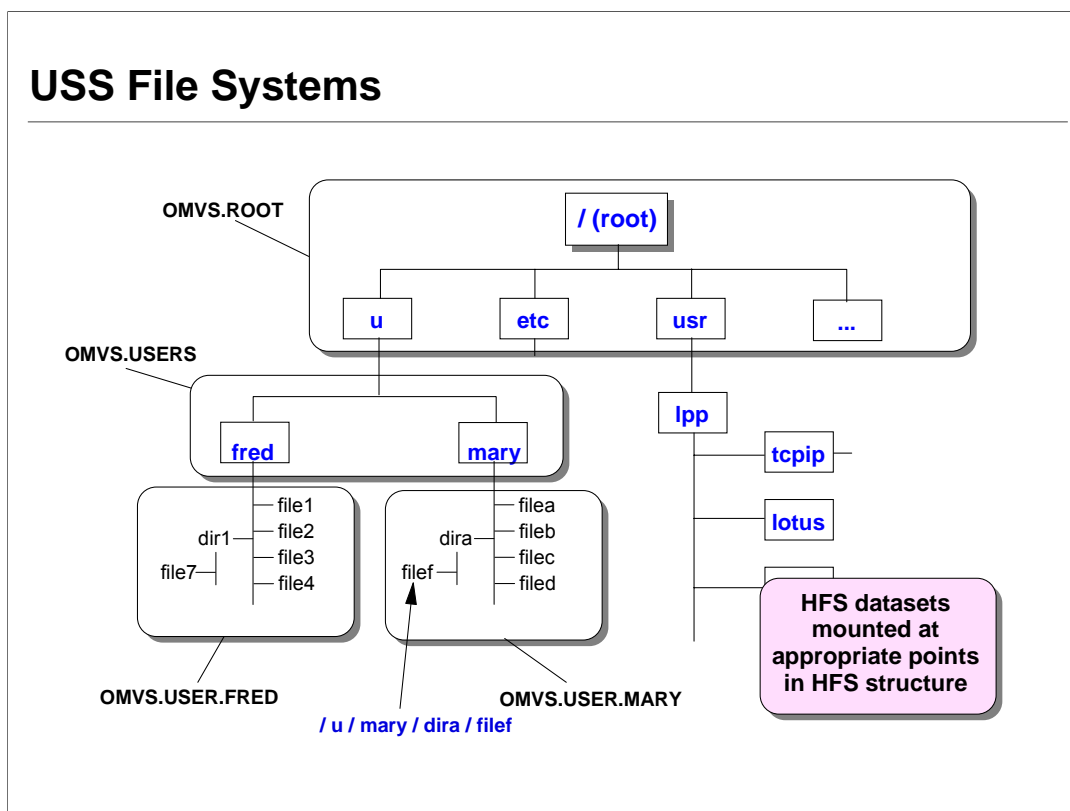 USS File Systems
OMVS.ROOT
/ (root)
u
etc
usr
...
OMVS.USERS
fred
mary
lpp
tcpip
lotus
file1
file2
file3
file4
dir1
file7
filea
fileb
filec
filed
dira
filef
HFS datasets
mounted at
appropriate points
in HFS structure
OMVS.USER.FRED
OMVS.USER.MARY
/ u / mary / dira / filef